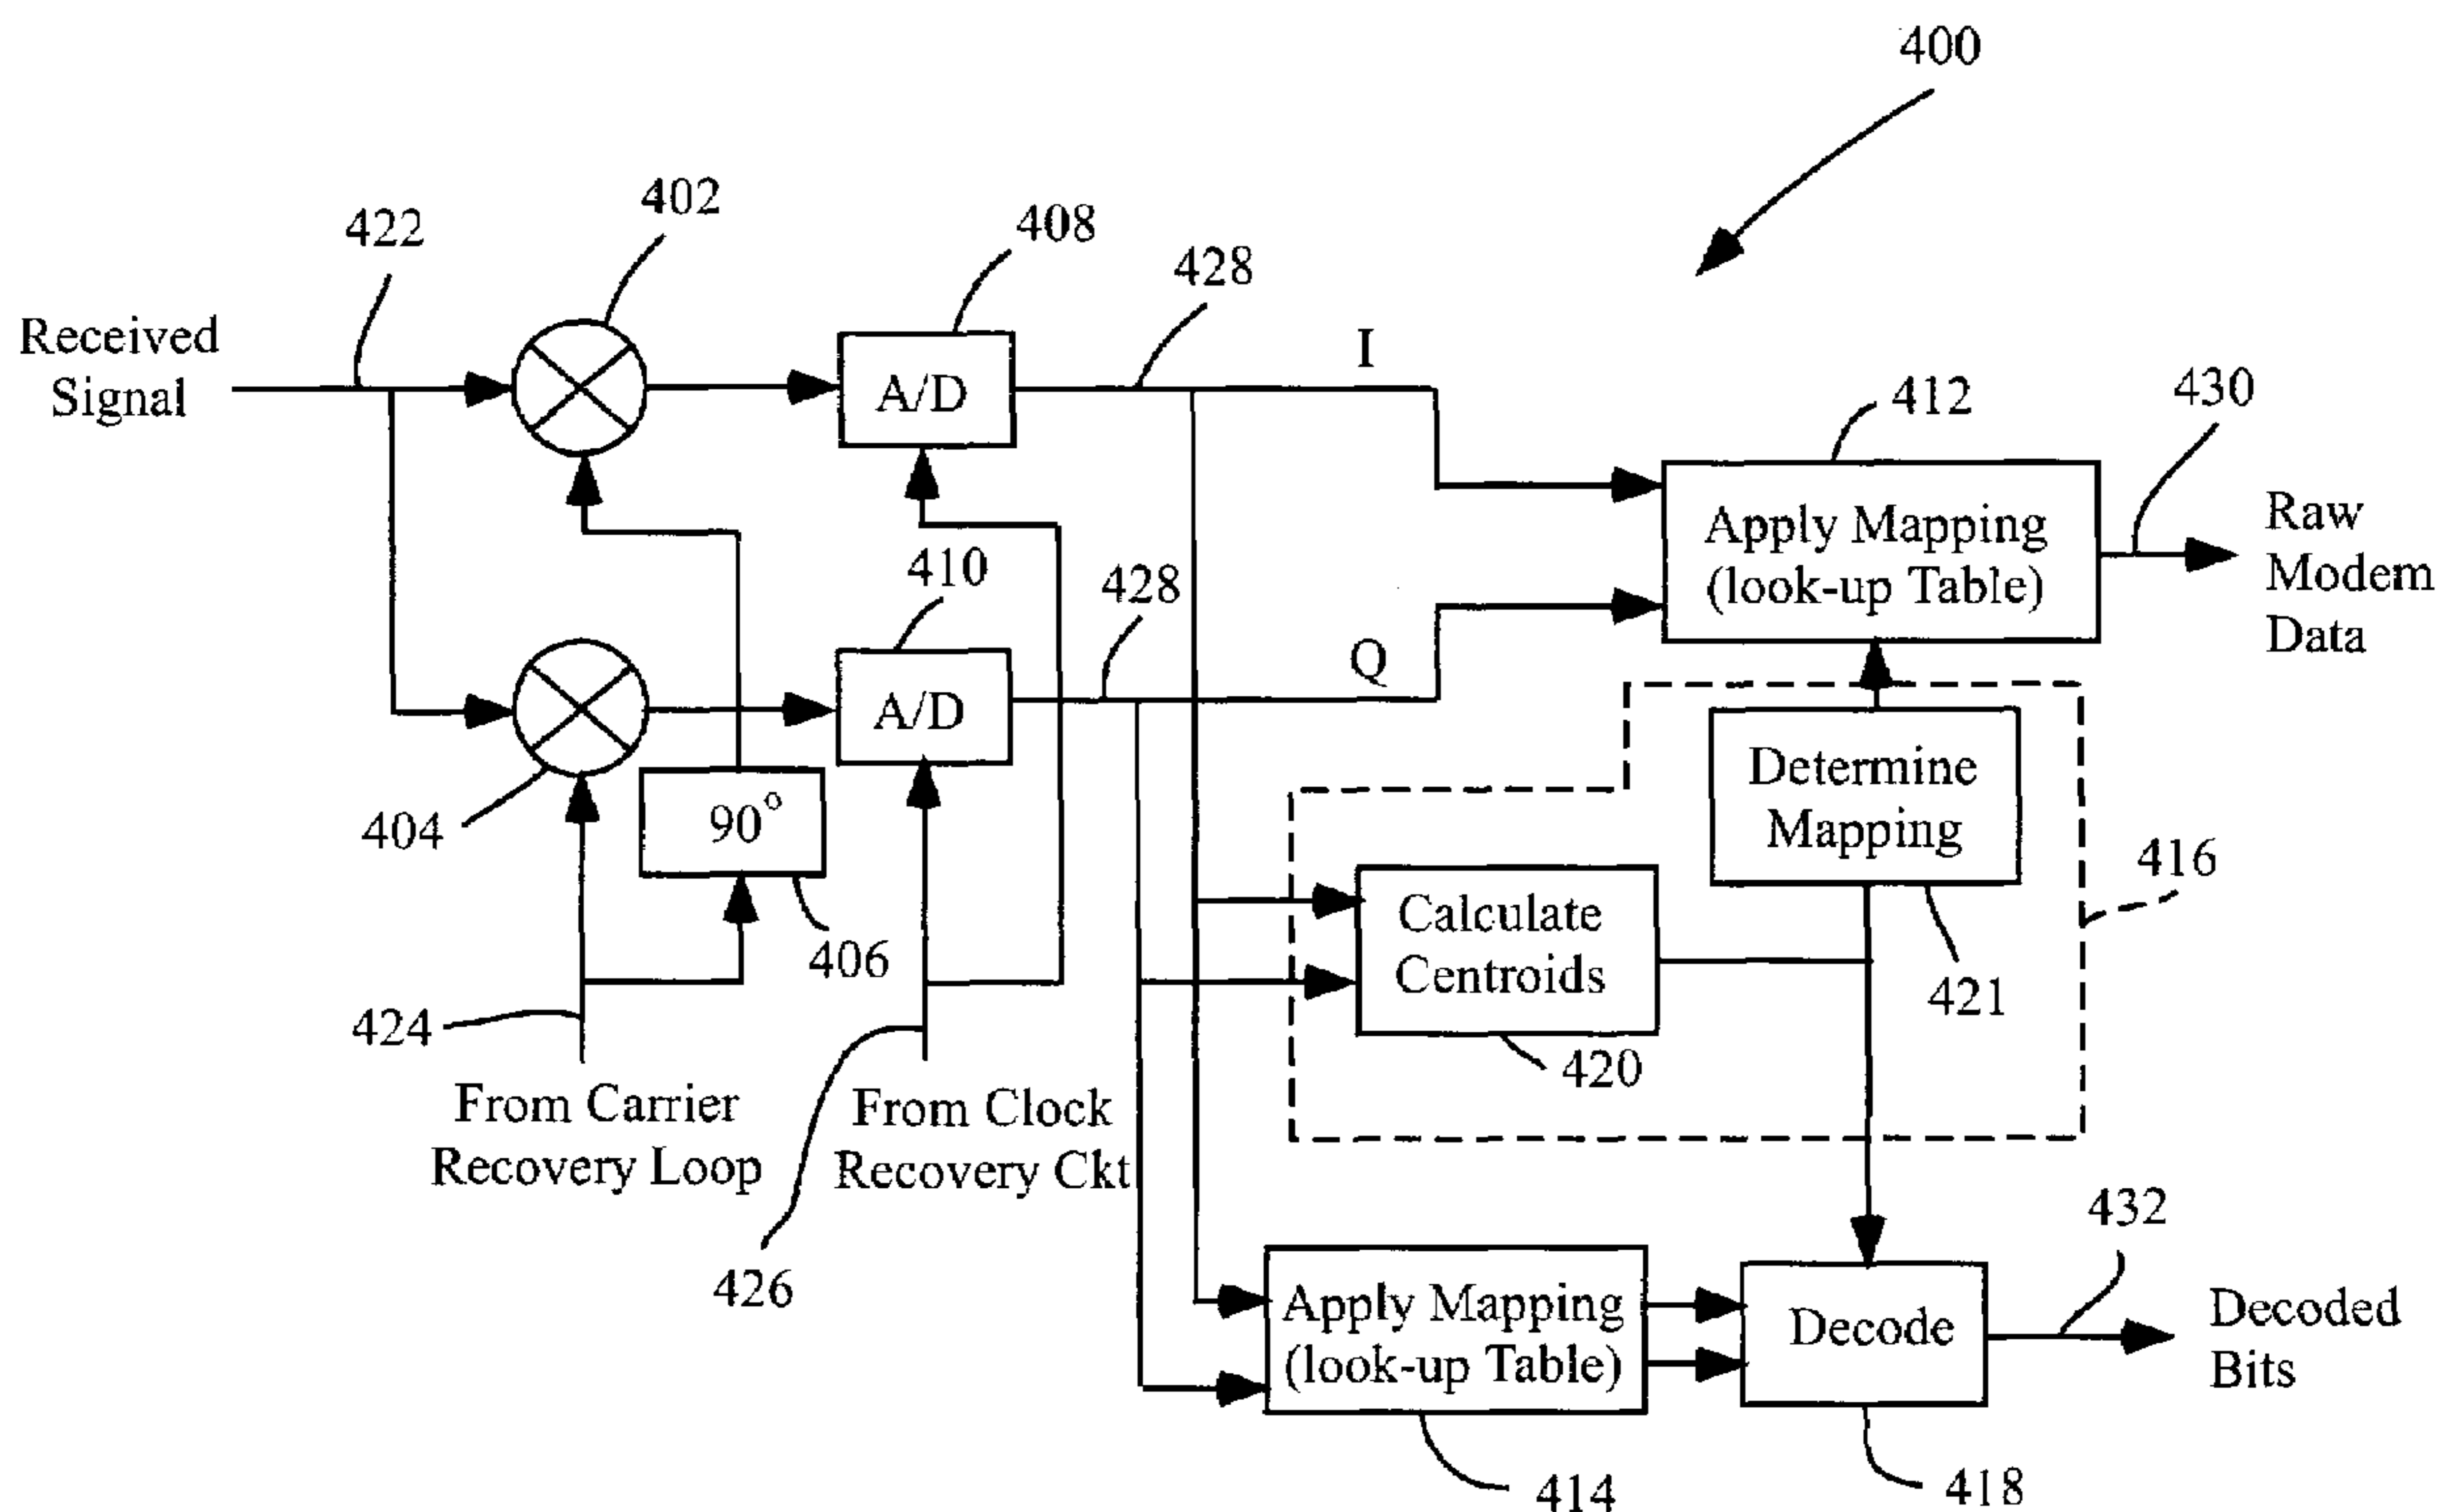 400
402
422
408
428
Received
Signal
A/D
I
412
430
Apply Mapping
(look-up Table)
Raw
Modem
Data
410
428
Q
A/D
404
90°
406
Determine
Mapping
416
Calculate
Centroids
421
420
424
From Carrier
Recovery Loop
From Clock
Recovery Ckt
426
Apply Mapping
(look-up Table)
Decode
432
Decoded
Bits
414
418